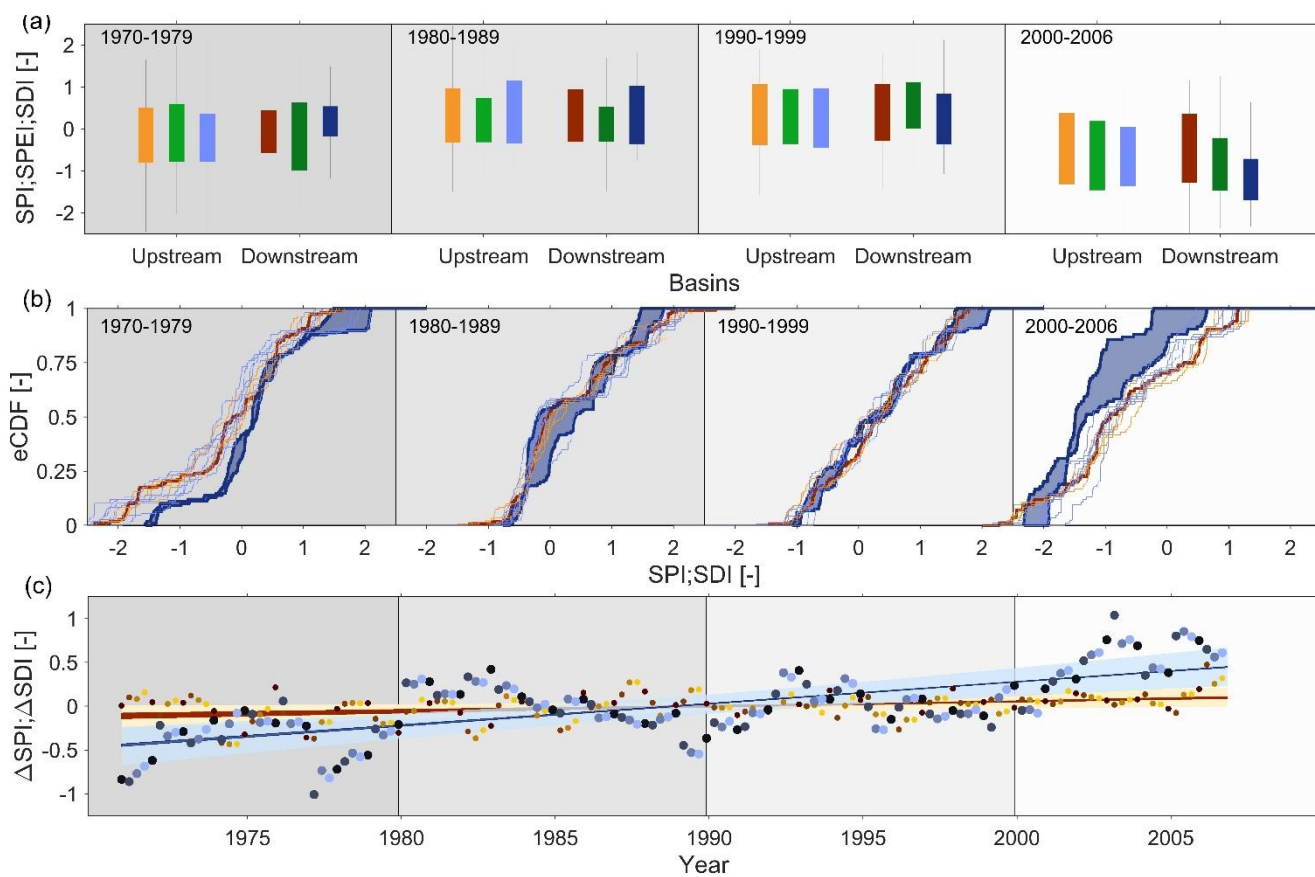 (a)
1970-1979 1980-1989 1990-1999 2000-2006
SPI;SPEI;SDI [-]
2
1
0
-1
-2
Upstream Downstream Upstream Downstream Upstream Downstream Upstream Downstream
Basins
(b)
1970-1979 1980-1989 1990-1999 2000-2006
eCDF [-]
1
0.75
0.5
0.25
0
-2 -1 0 1 2 -2 -1 0 1 2 -2 -1 0 1 2 -2 -1 0 1 2
SPI;SDI [-]
(c)
ΔSPI;ΔSDI [-]
1
0.5
0
-0.5
-1
1975 1980 1985 1990 1995 2000 2005
Year